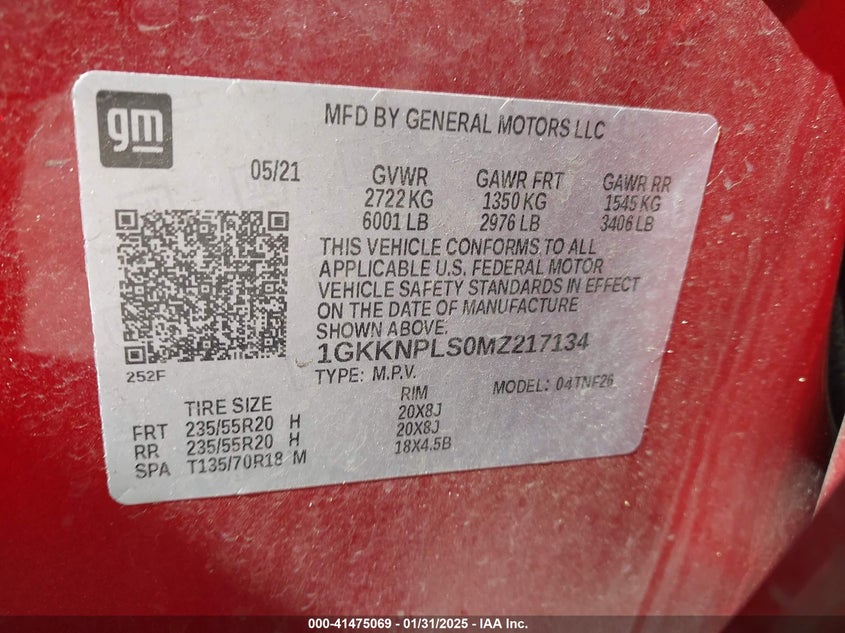 gm
MFD BY GENERAL MOTORS LLC
05/21 GVWR GAWR FRT GAWR RR
2722 KG 1350 KG 1545 KG
6001 LB 2976 LB 3406 LB
THIS VEHICLE CONFORMS TO ALL
APPLICABLE U.S. FEDERAL MOTOR
VEHICLE SAFETY STANDARDS IN EFFECT
ON THE DATE OF MANUFACTURE
SHOWN ABOVE.
1GKKNPLS0MZ217134
252F
TYPE: M.P.V. MODEL: 04TNF26
TIRE SIZE RIM
FRT 235/55R20 H 20X8J
RR 235/55R20 H 20X8J
SPA T135/70R18 M 18X4.5B
000-41475069 - 01/31/2025 - IAA Inc.